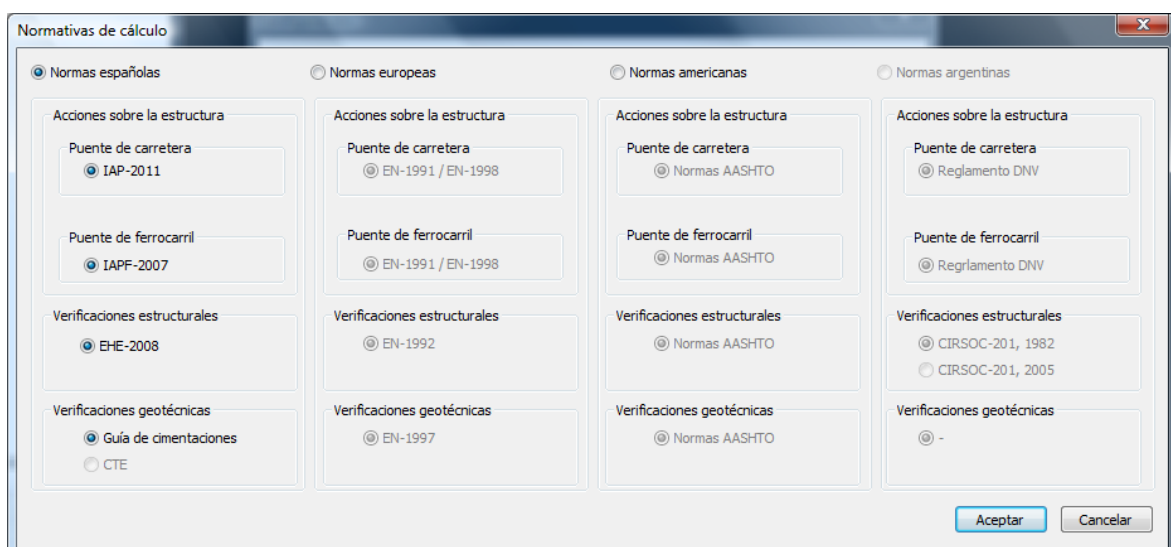 Normativas de cálculo
Normas españolas
Normas europeas
Normas americanas
Normas argentinas
Acciones sobre la estructura
Puente de carretera
IAP-2011
Puente de ferrocarril
IAPF-2007
Verificaciones estructurales
EHE-2008
Verificaciones geotécnicas
Guía de cimentaciones
CTE
Acciones sobre la estructura
Puente de carretera
EN-1991 / EN-1998
Puente de ferrocarril
EN-1991 / EN-1998
Verificaciones estructurales
EN-1992
Verificaciones geotécnicas
EN-1997
Acciones sobre la estructura
Puente de carretera
Normas AASHTO
Puente de ferrocarril
Normas AASHTO
Verificaciones estructurales
Normas AASHTO
Verificaciones geotécnicas
Normas AASHTO
Acciones sobre la estructura
Puente de carretera
Reglamento DNV
Puente de ferrocarril
Regrlamento DNV
Verificaciones estructurales
CIRSOC-201, 1982
CIRSOC-201, 2005
Verificaciones geotécnicas
-
Aceptar
Cancelar